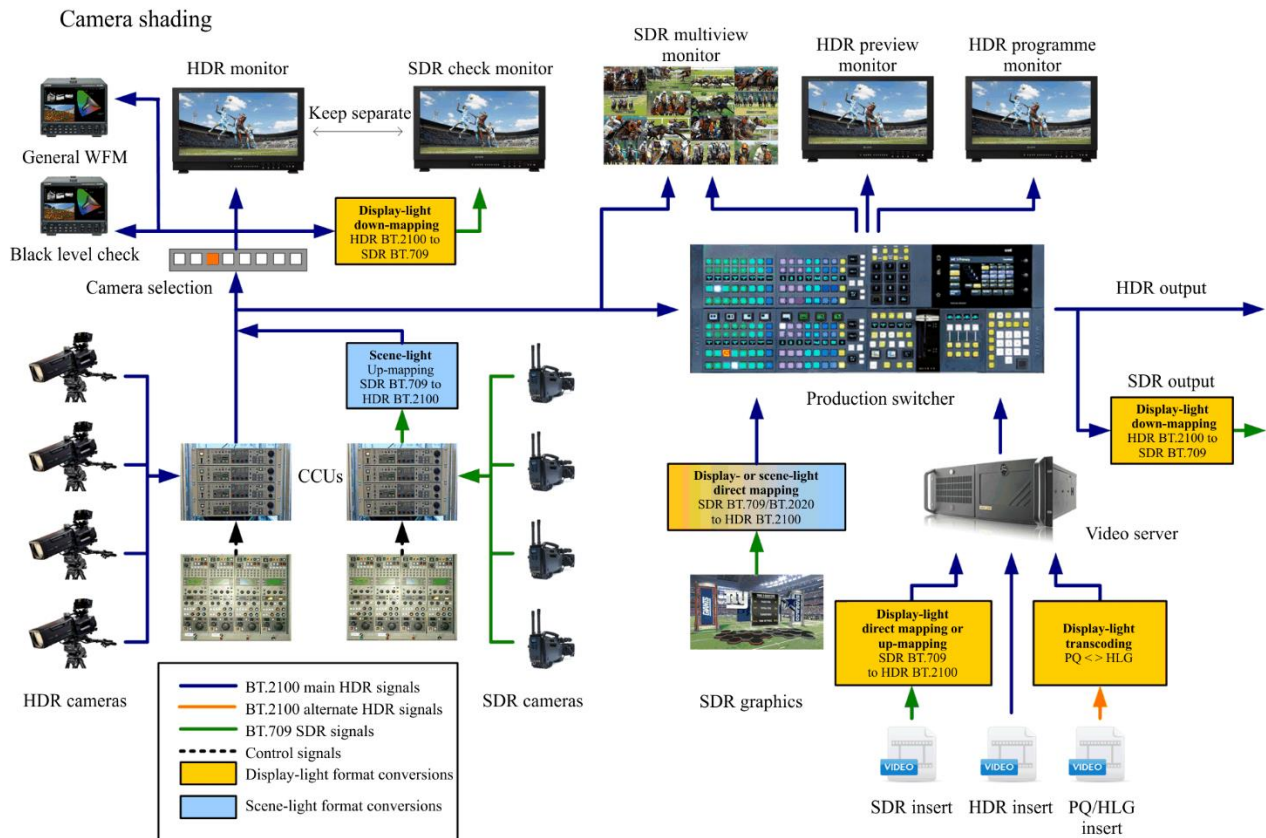 Camera shading
HDR monitor
SDR check monitor
Keep separate
General WFM
Black level check
Display-light
down-mapping
HDR BT.2100 to
SDR BT.709
Camera selection
SDR multiview
monitor
HDR preview
monitor
HDR programme
monitor
HDR output
SDR output
Display-light
down-mapping
HDR BT.2100 to
SDR BT.709
Production switcher
Scene-light
Up-mapping
SDR BT.709 to
HDR BT.2100
CCUs
HDR cameras
SDR cameras
Display- or scene-light
direct mapping
SDR BT.709/BT.2020
to HDR BT.2100
SDR graphics
Video server
Display-light
direct mapping or
up-mapping
SDR BT.709
to HDR BT.2100
Display-light
transcoding
PQ < > HLG
VIDEO
VIDEO
VIDEO
SDR insert
HDR insert
PQ/HLG
insert
BT.2100 main HDR signals
BT.2100 alternate HDR signals
BT.709 SDR signals
Control signals
Display-light format conversions
Scene-light format conversions